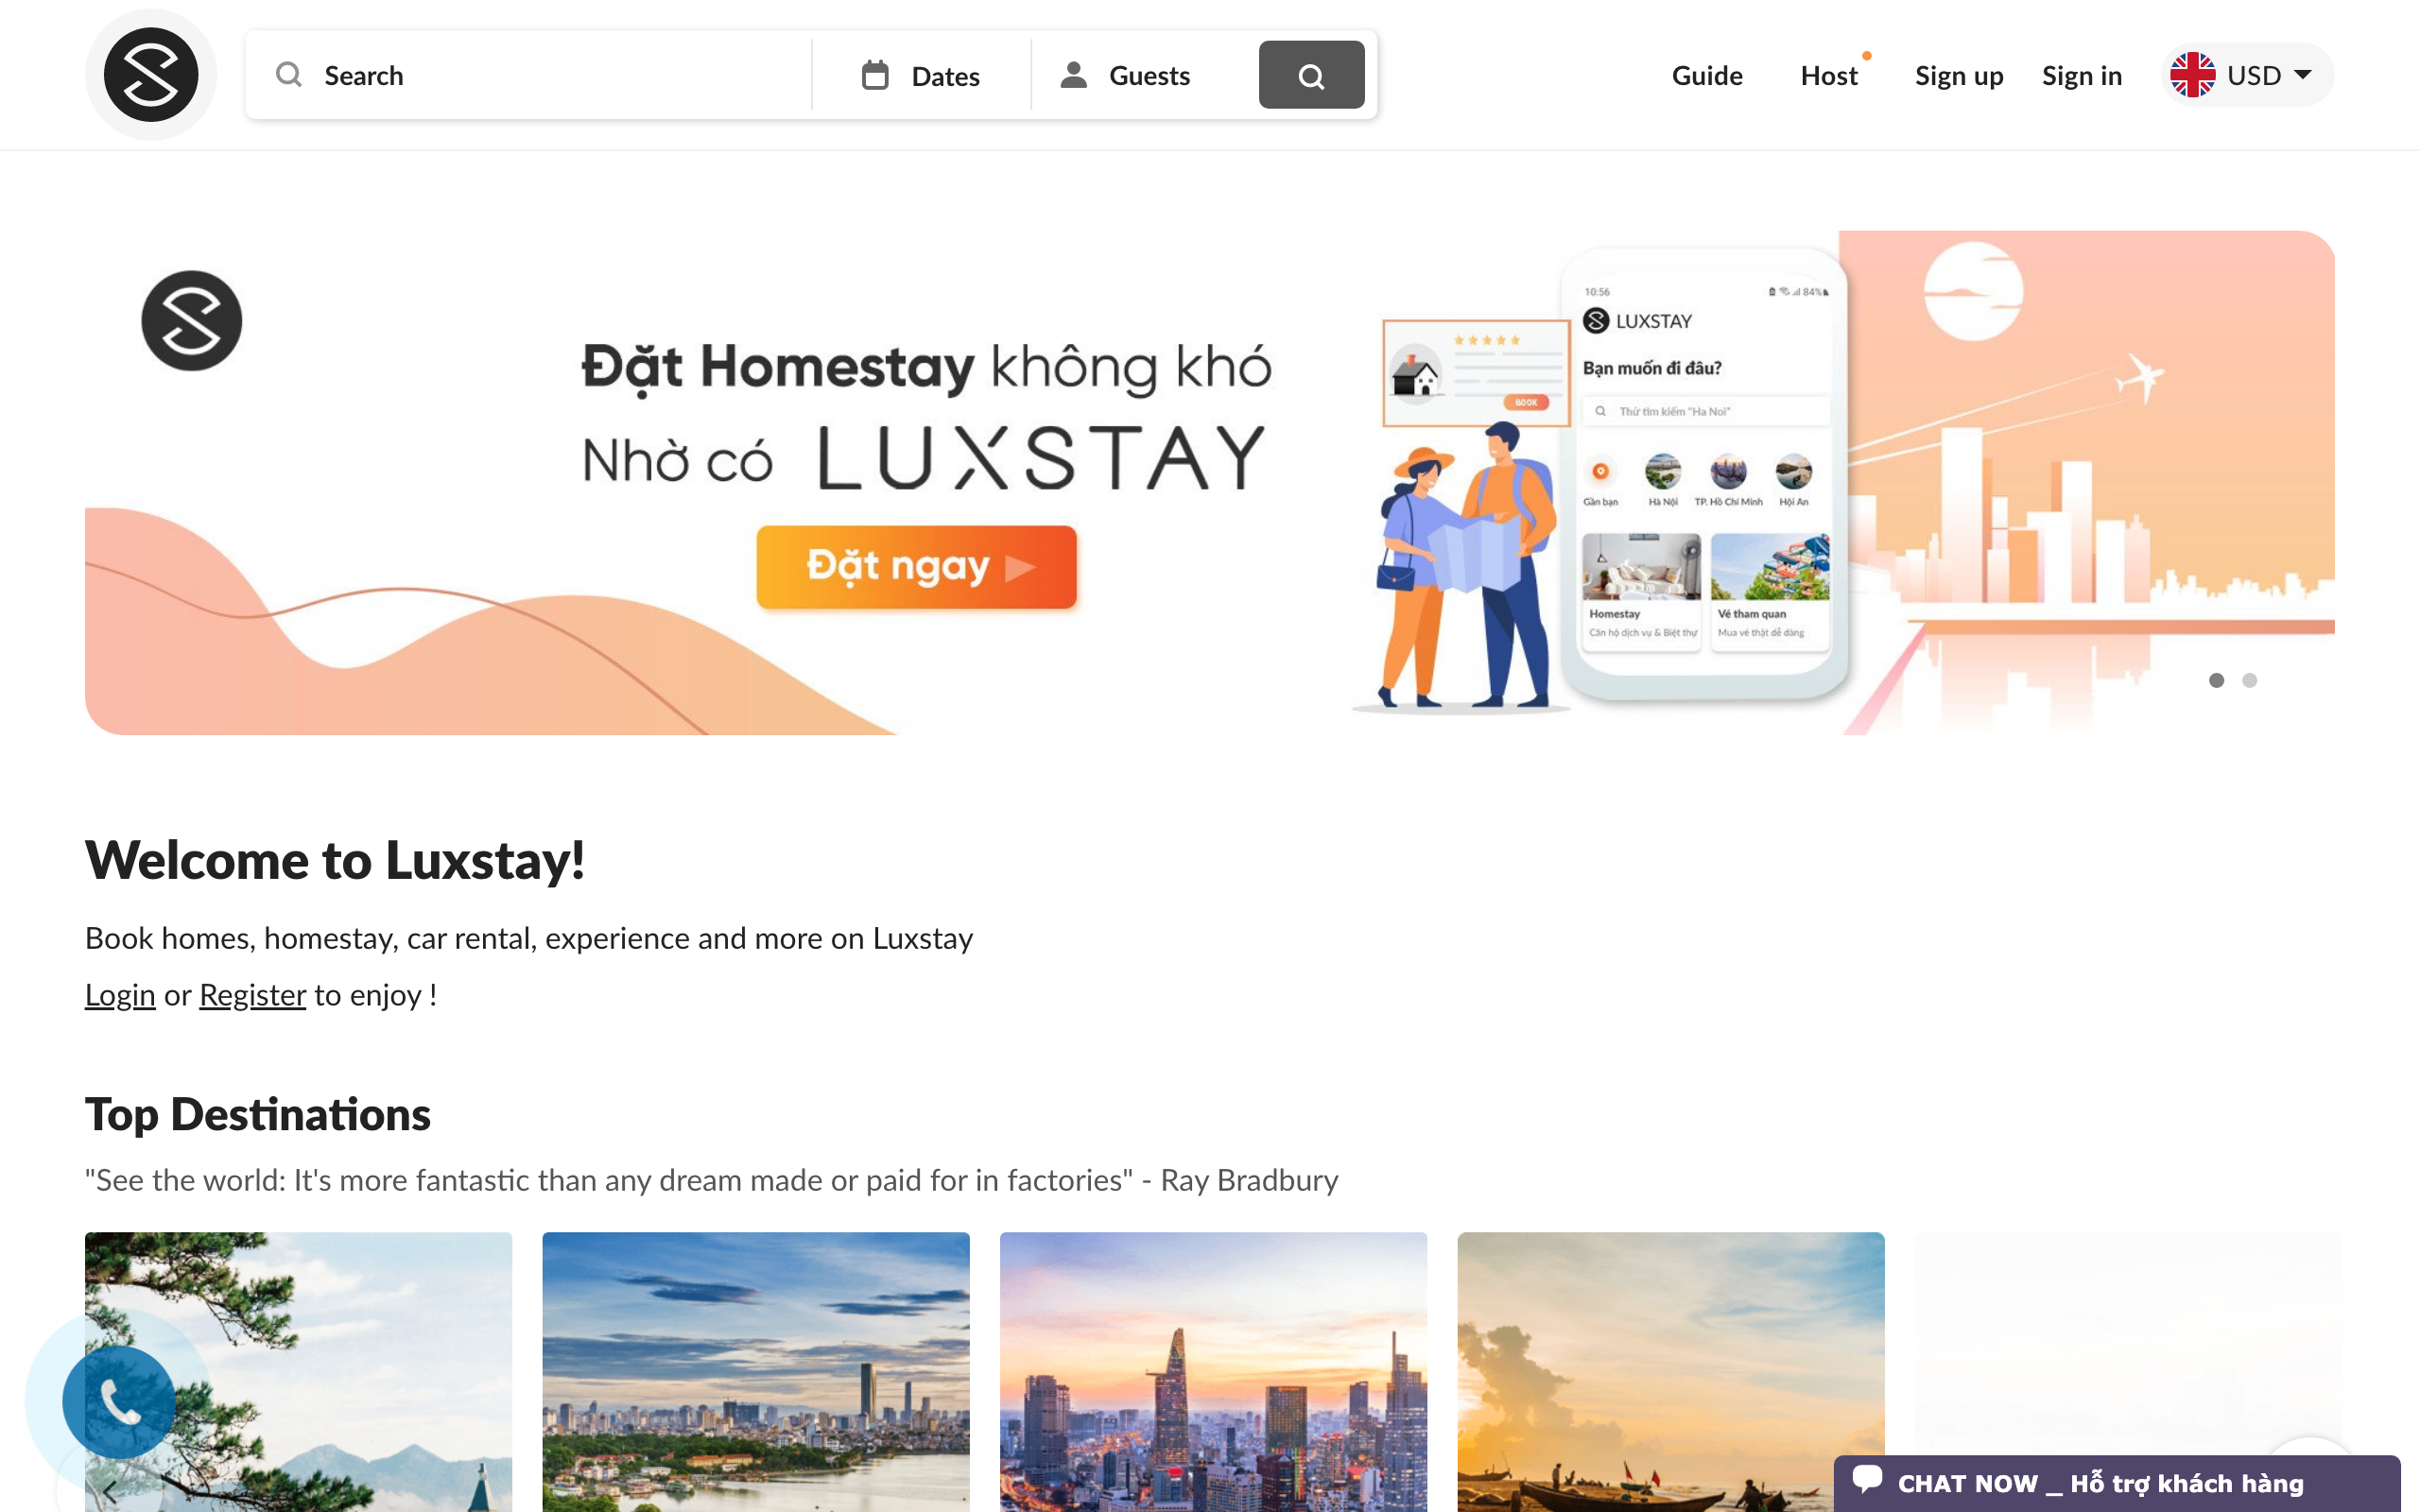 Search
Dates
Guests
Guide
Host
Sign up
Sign in
USD
Đặt Homestay không khó
Nhờ có LUXSTAY
Đặt ngay
BOOK
10:56
84%
LUXSTAY
Bạn muốn đi đâu?
Thử tìm kiếm "Ha Noi"
Gần bạn
Hà Nội
TP. Hồ Chí Minh
Hội An
Homestay
Căn hộ dịch vụ & Biệt thự
Vé tham quan
Mua vé thật dễ dàng
Welcome to Luxstay!
Book homes, homestay, car rental, experience and more on Luxstay
Login or Register to enjoy !
Top Destinations
"See the world: It's more fantastic than any dream made or paid for in factories" - Ray Bradbury
CHAT NOW _ Hỗ trợ khách hàng